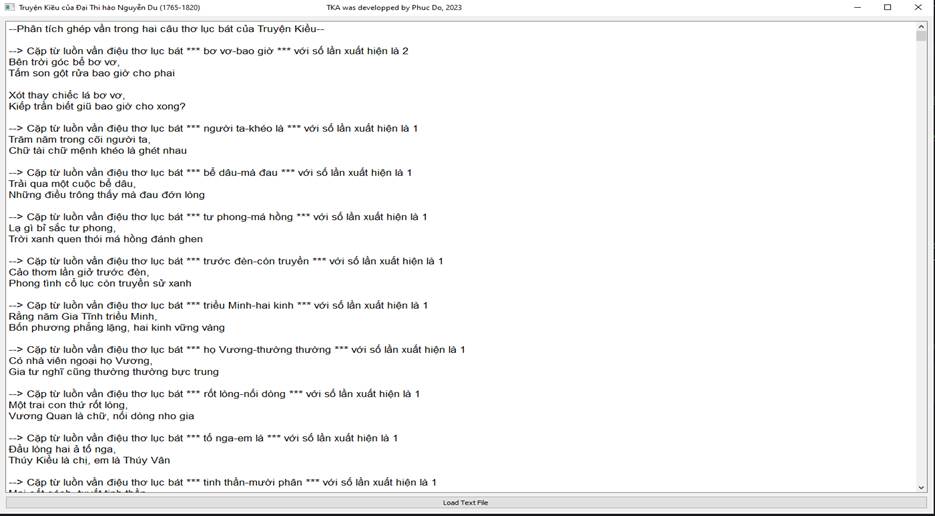 Truyện Kiều của Đại Thi hào Nguyễn Du (1765-1820)
TKA was developped by Phuc Do, 2023
--Phân tích ghép vần trong hai câu thơ lục bát của Truyện Kiều--
--> Cặp từ luồn vần điệu thơ lục bát *** bơ vơ-bao giờ *** với số lần xuất hiện là 2
Bên trời góc bể bơ vơ,
Tấm son gột rửa bao giờ cho phai
Xót thay chiếc lá bơ vơ,
Kiếp trần biết giũ bao giờ cho xong?
--> Cặp từ luồn vần điệu thơ lục bát *** người ta-khéo là *** với số lần xuất hiện là 1
Trăm năm trong cõi người ta,
Chữ tài chữ mệnh khéo là ghét nhau
--> Cặp từ luồn vần điệu thơ lục bát *** bể dâu-mà đau *** với số lần xuất hiện là 1
Trải qua một cuộc bể dâu,
Những điều trông thấy mà đau đớn lòng
--> Cặp từ luồn vần điệu thơ lục bát *** tư phong-má hồng *** với số lần xuất hiện là 1
Lạ gì bỉ sắc tư phong,
Trời xanh quen thói má hồng đánh ghen
--> Cặp từ luồn vần điệu thơ lục bát *** trước đèn-còn truyền *** với số lần xuất hiện là 1
Cảo thơm lần giở trước đèn,
Phong tình cổ lục còn truyền sử xanh
--> Cặp từ luồn vần điệu thơ lục bát *** triều Minh-hai kinh *** với số lần xuất hiện là 1
Rằng năm Gia Tĩnh triều Minh,
Bốn phương phẳng lặng, hai kinh vững vàng
--> Cặp từ luồn vần điệu thơ lục bát *** họ Vương-thường thường *** với số lần xuất hiện là 1
Có nhà viên ngoại họ Vương,
Gia tư nghĩ cũng thường thường bực trung
--> Cặp từ luồn vần điệu thơ lục bát *** rốt lòng-nối dòng *** với số lần xuất hiện là 1
Một trai con thứ rốt lòng,
Vương Quan là chữ, nối dòng nho gia
--> Cặp từ luồn vần điệu thơ lục bát *** tố nga-em là *** với số lần xuất hiện là 1
Đầu lòng hai ả tố nga,
Thúy Kiều là chị, em là Thúy Vân
--> Cặp từ luồn vần điệu thơ lục bát *** tinh thần-mười phân *** với số lần xuất hiện là 1
Load Text File